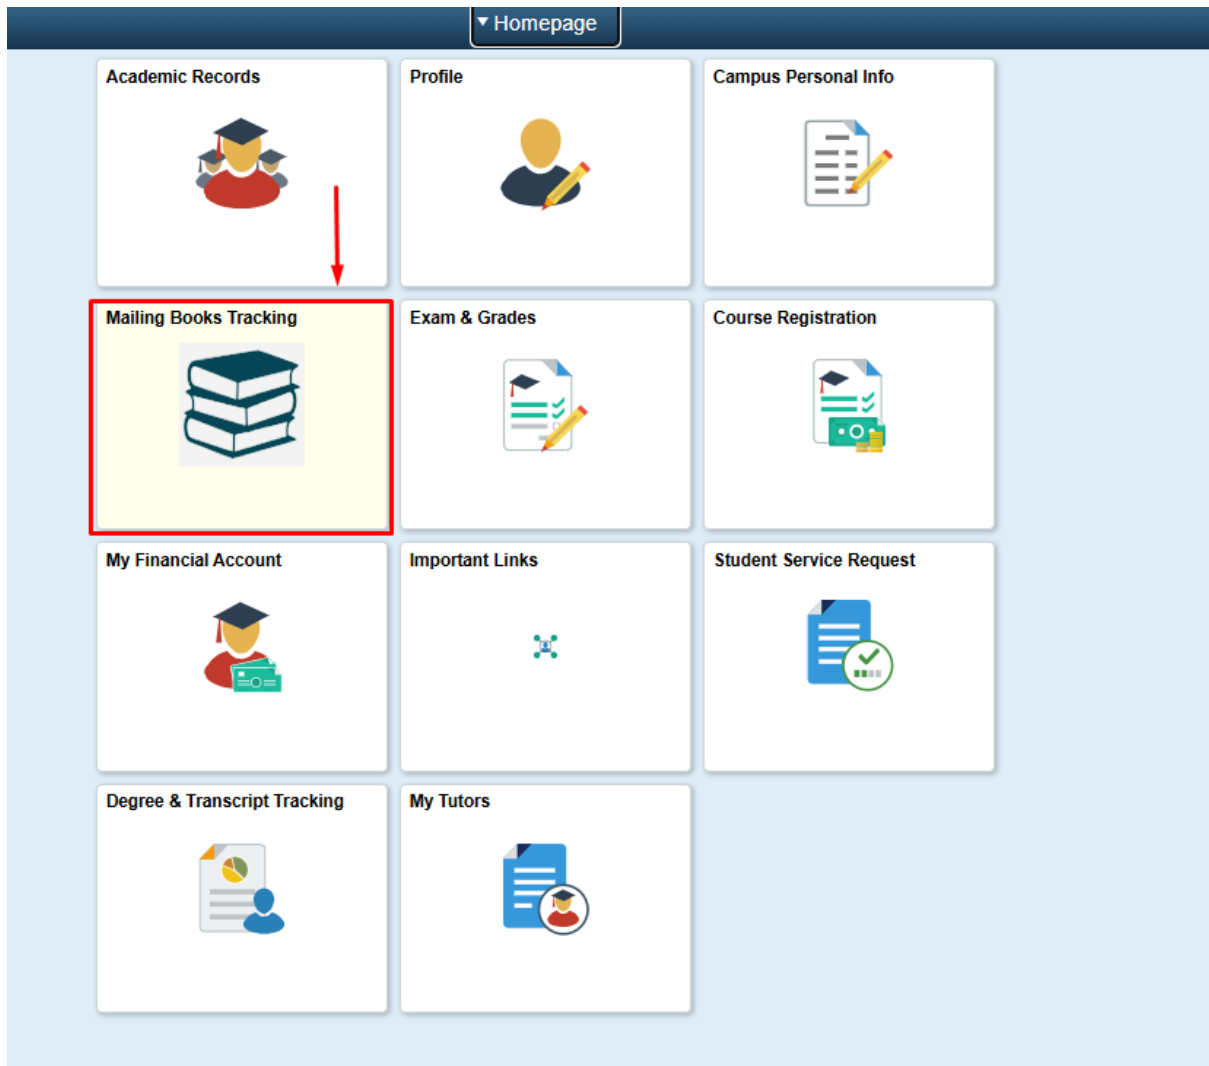 Homepage
Academic Records
Profile
Campus Personal Info
Mailing Books Tracking
Exam & Grades
Course Registration
My Financial Account
Important Links
Student Service Request
Degree & Transcript Tracking
My Tutors